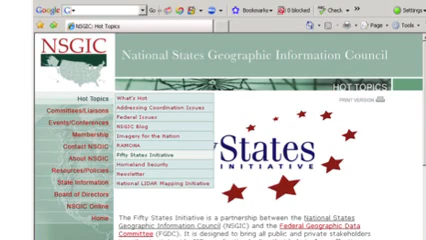 Google
Go
Bookmarks
0 blocked
Check
Settings
NSGIC: Hot Topics
Page
Tools
NSGIC
National States Geographic Information Council
HOT TOPICS
PRINT VERSION
Hot Topics
Committees/Liaisons
Events/Conferences
Membership
Contact NSGIC
About NSGIC
Resources/Policies
State Information
Board of Directors
NSGIC Online
Home
What's Hot
Addressing Coordination Issues
Federal Issues
NSGIC Blog
Imagery for the Nation
RAMONA
Fifty States Initiative
Homeland Security
Newsletter
National LIDAR Mapping Initiative
y States
INITIATIVE
The Fifty States Initiative is a partnership between the National States
Geographic Information Council (NSGIC) and the Federal Geographic Data
Committee (FGDC). It is designed to bring all public and private stakeholders